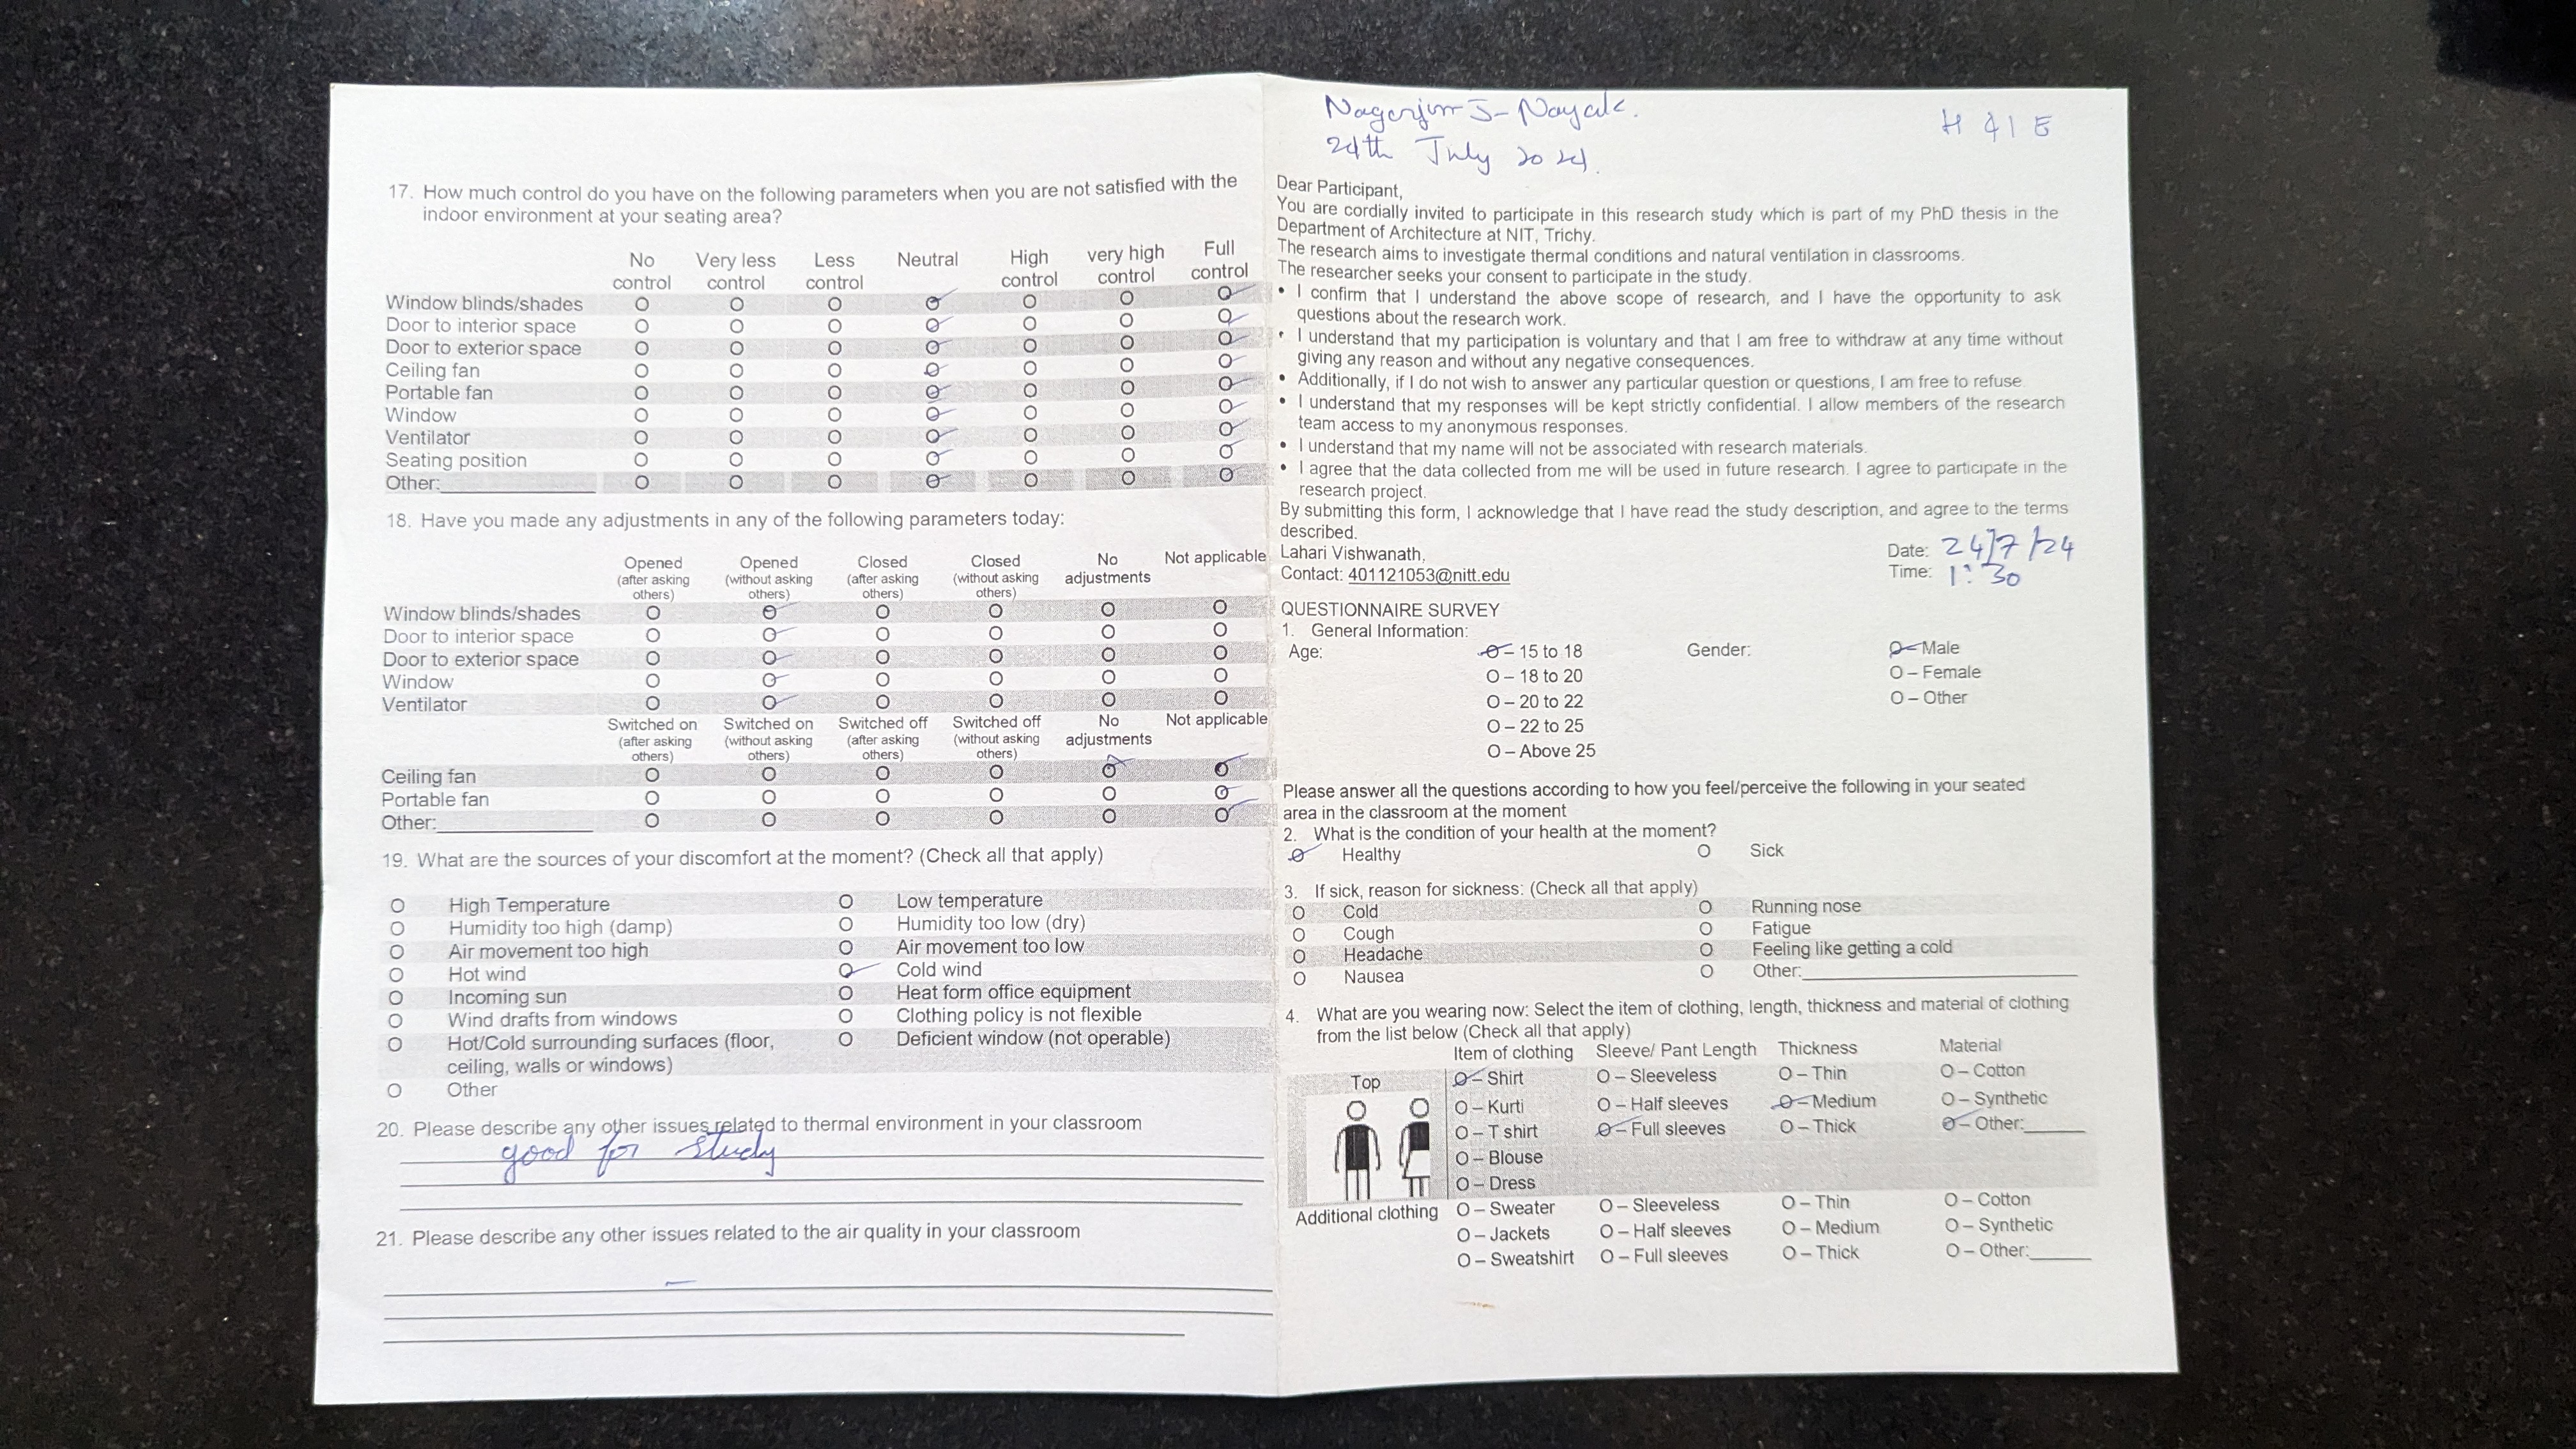 17. How much control do you have on the following parameters when you are not satisfied with the
indoor environment at your seating area?
No control Very less control Less control Neutral High control very high control Full control
Window blinds/shades O O O O O O O
Door to interior space O O O O O O O
Door to exterior space O O O O O O O
Ceiling fan O O O O O O O
Portable fan O O O O O O O
Window O O O O O O O
Ventilator O O O O O O O
Seating position O O O O O O O
Other:____________ O O O O O O O
18. Have you made any adjustments in any of the following parameters today:
Opened (after asking others) Opened (without asking others) Closed (after asking others) Closed (without asking others) No adjustments Not applicable
Window blinds/shades O O O O O O
Door to interior space O O O O O O
Door to exterior space O O O O O O
Window O O O O O O
Ventilator O O O O O O
Switched on (after asking others) Switched on (without asking others) Switched off (after asking others) Switched off (without asking others) No adjustments Not applicable
Ceiling fan O O O O O O
Portable fan O O O O O O
Other:____________ O O O O O O
19. What are the sources of your discomfort at the moment? (Check all that apply)
O High Temperature O Low temperature
O Humidity too high (damp) O Humidity too low (dry)
O Air movement too high O Air movement too low
O Hot wind O Cold wind
O Incoming sun O Heat form office equipment
O Wind drafts from windows O Clothing policy is not flexible
O Hot/Cold surrounding surfaces (floor, O Deficient window (not operable)
ceiling, walls or windows)
O Other
20. Please describe any other issues related to thermal environment in your classroom
good for study
21. Please describe any other issues related to the air quality in your classroom
–
J- Nayak.
24th July 2024.
H 41 E
Dear Participant,
You are cordially invited to participate in this research study which is part of my PhD thesis in the
Department of Architecture at NIT, Trichy.
The research aims to investigate thermal conditions and natural ventilation in classrooms.
The researcher seeks your consent to participate in the study.
• I confirm that I understand the above scope of research, and I have the opportunity to ask
questions about the research work.
• I understand that my participation is voluntary and that I am free to withdraw at any time without
giving any reason and without any negative consequences.
• Additionally, if I do not wish to answer any particular question or questions, I am free to refuse.
• I understand that my responses will be kept strictly confidential. I allow members of the research
team access to my anonymous responses.
• I understand that my name will not be associated with research materials.
• I agree that the data collected from me will be used in future research. I agree to participate in the
research project.
By submitting this form, I acknowledge that I have read the study description, and agree to the terms
described.
Lahari Vishwanath,
Contact: 401121053@nitt.edu
Date: 24/7/24
Time: 1:30
QUESTIONNAIRE SURVEY
1. General Information:
Age: O – 15 to 18 Gender: O – Male
O – 18 to 20 O – Female
O – 20 to 22 O – Other
O – 22 to 25
O – Above 25
Please answer all the questions according to how you feel/perceive the following in your seated
area in the classroom at the moment
2. What is the condition of your health at the moment?
O Healthy O Sick
3. If sick, reason for sickness: (Check all that apply)
O Cold O Running nose
O Cough O Fatigue
O Headache O Feeling like getting a cold
O Nausea O Other:____________
4. What are you wearing now: Select the item of clothing, length, thickness and material of clothing
from the list below (Check all that apply)
Item of clothing Sleeve/ Pant Length Thickness Material
Top O – Shirt O – Sleeveless O – Thin O – Cotton
O – Kurti O – Half sleeves O – Medium O – Synthetic
O – T shirt O – Full sleeves O – Thick O – Other:______
O – Blouse
O – Dress
Additional clothing O – Sweater O – Sleeveless O – Thin O – Cotton
O – Jackets O – Half sleeves O – Medium O – Synthetic
O – Sweatshirt O – Full sleeves O – Thick O – Other:______